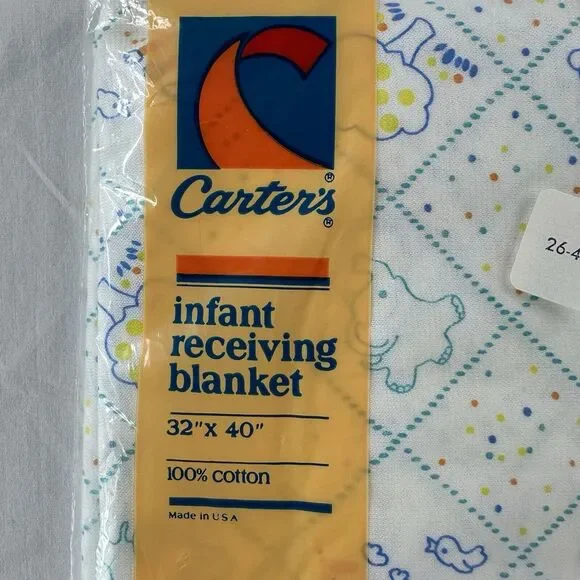 Carter's®
®
infant
receiving
blanket
32"x 40"
100% cotton
Made in U S A
26-4